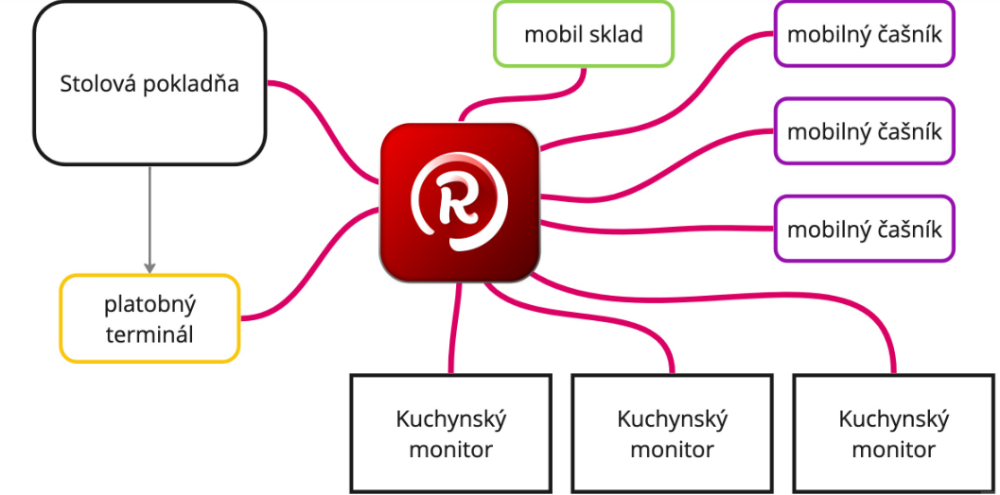 mobil sklad
mobilný čašník
Stolová pokladňa
mobilný čašník
R
mobilný čašník
platobný
terminál
Kuchynský
monitor
Kuchynský
monitor
Kuchynský
monitor